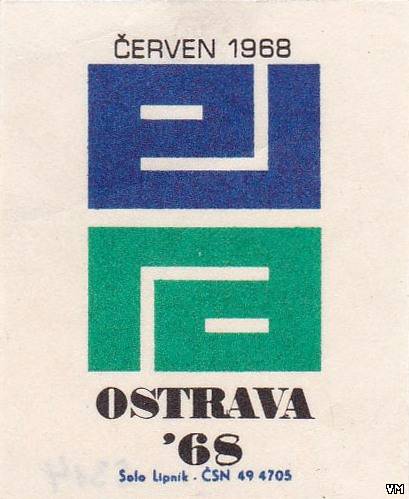 ČERVEN 1968
OSTRAVA
'68
Solo Lipník - ČSN 49 4705
VM